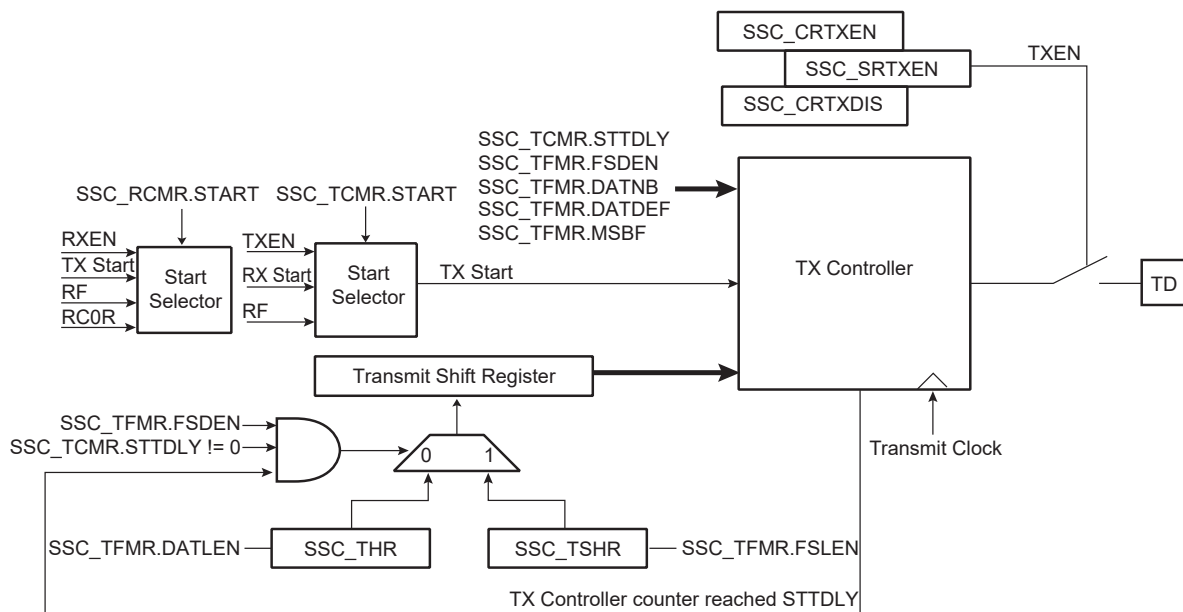 SSC_CRTXEN
SSC_SRTXEN
TXEN
SSC_CRTXDIS
SSC_TCMR.STTDLY
SSC_TFMR.FSDEN
SSC_TFMR.DATNB
SSC_TFMR.DATDEF
SSC_TFMR.MSBF
SSC_RCMR.START
SSC_TCMR.START
RXEN
TX Start
RF
RC0R
Start
Selector
TXEN
RX Start
RF
Start
Selector
TX Start
TX Controller
TD
Transmit Shift Register
SSC_TFMR.FSDEN
SSC_TCMR.STTDLY != 0
0
1
Transmit Clock
SSC_TFMR.DATLEN
SSC_THR
SSC_TSHR
SSC_TFMR.FSLEN
TX Controller counter reached STTDLY